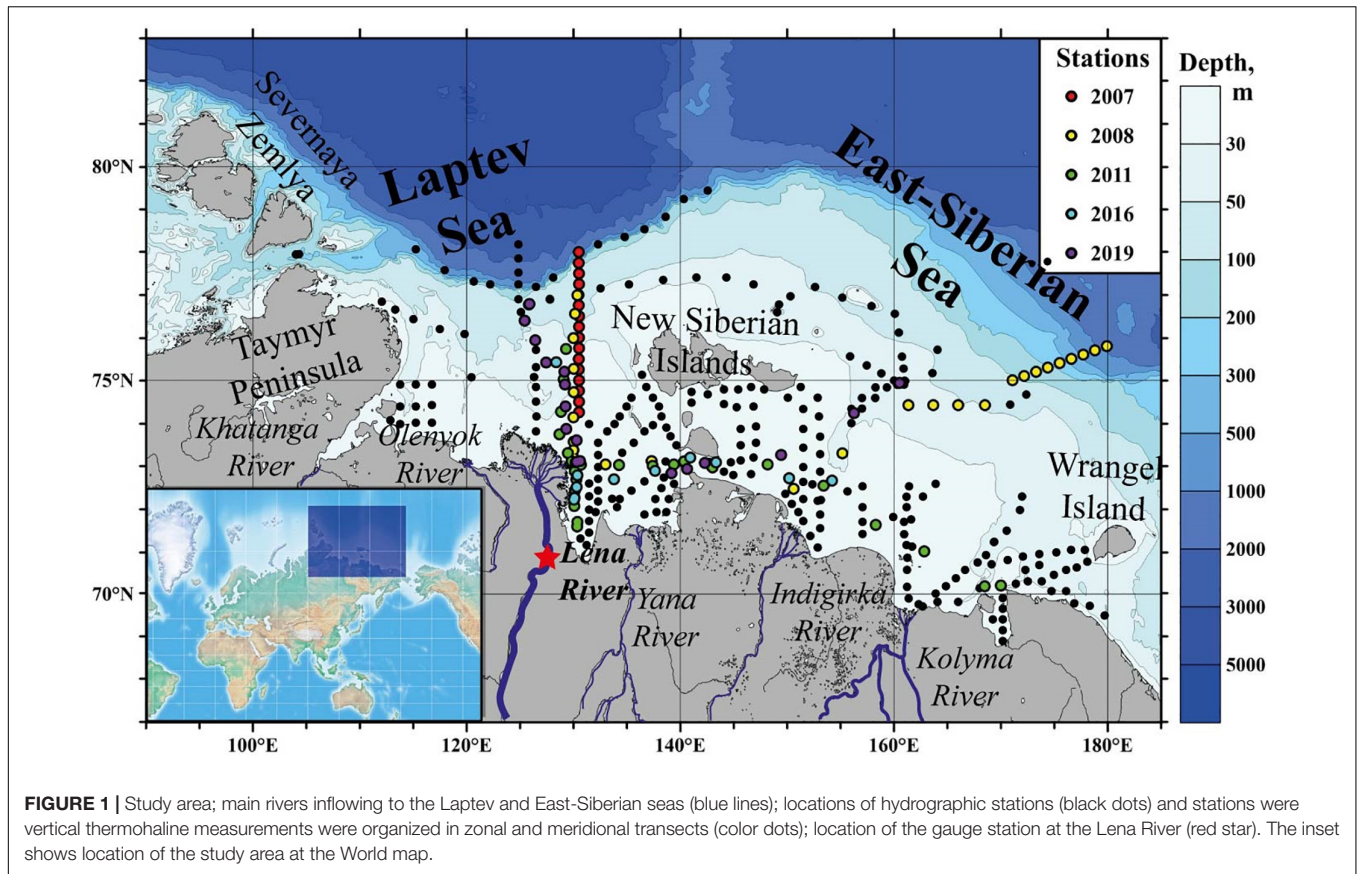 Stations
2007
2008
2011
2016
2019
Depth,
m
30
50
100
200
300
500
1000
2000
3000
5000
80°N
75°N
70°N
100°E
120°E
140°E
160°E
180°E
Severnaya
Zemlya
Laptev
Sea
East-Siberian
Sea
New Siberian
Islands
Taymyr
Peninsula
Khatanga
River
Olenyok
River
Wrangel
Island
Lena
River
Yana
River
Indigirka
River
Kolyma
River
FIGURE 1 | Study area; main rivers inflowing to the Laptev and East-Siberian seas (blue lines); locations of hydrographic stations (black dots) and stations were
vertical thermohaline measurements were organized in zonal and meridional transects (color dots); location of the gauge station at the Lena River (red star). The inset
shows location of the study area at the World map.